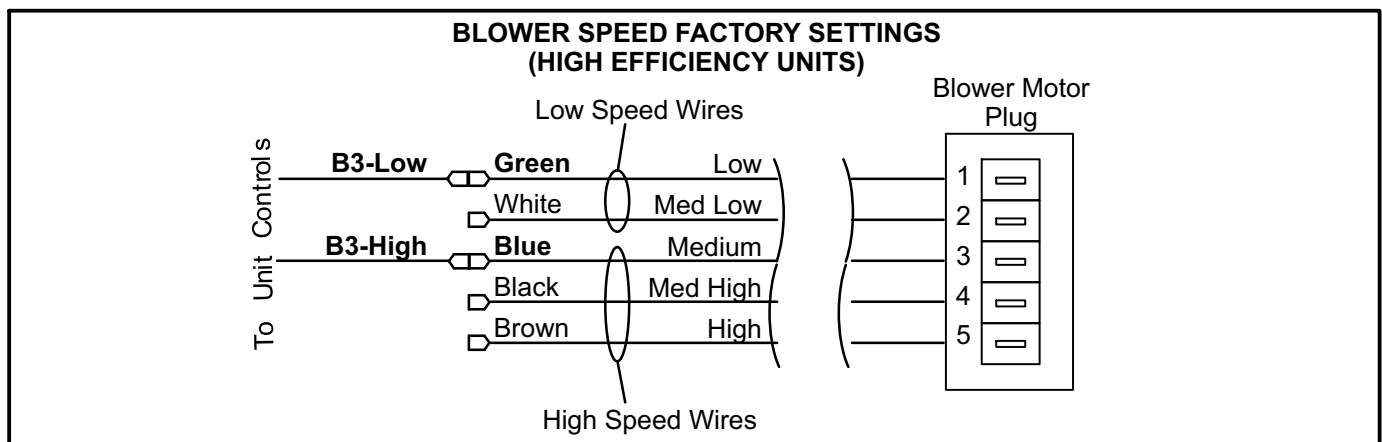 BLOWER SPEED FACTORY SETTINGS
(HIGH EFFICIENCY UNITS)
Blower Motor
Plug
Low Speed Wires
To Unit Controls
B3-Low Green Low 1
White Med Low 2
B3-High Blue Medium 3
Black Med High 4
Brown High 5
High Speed Wires